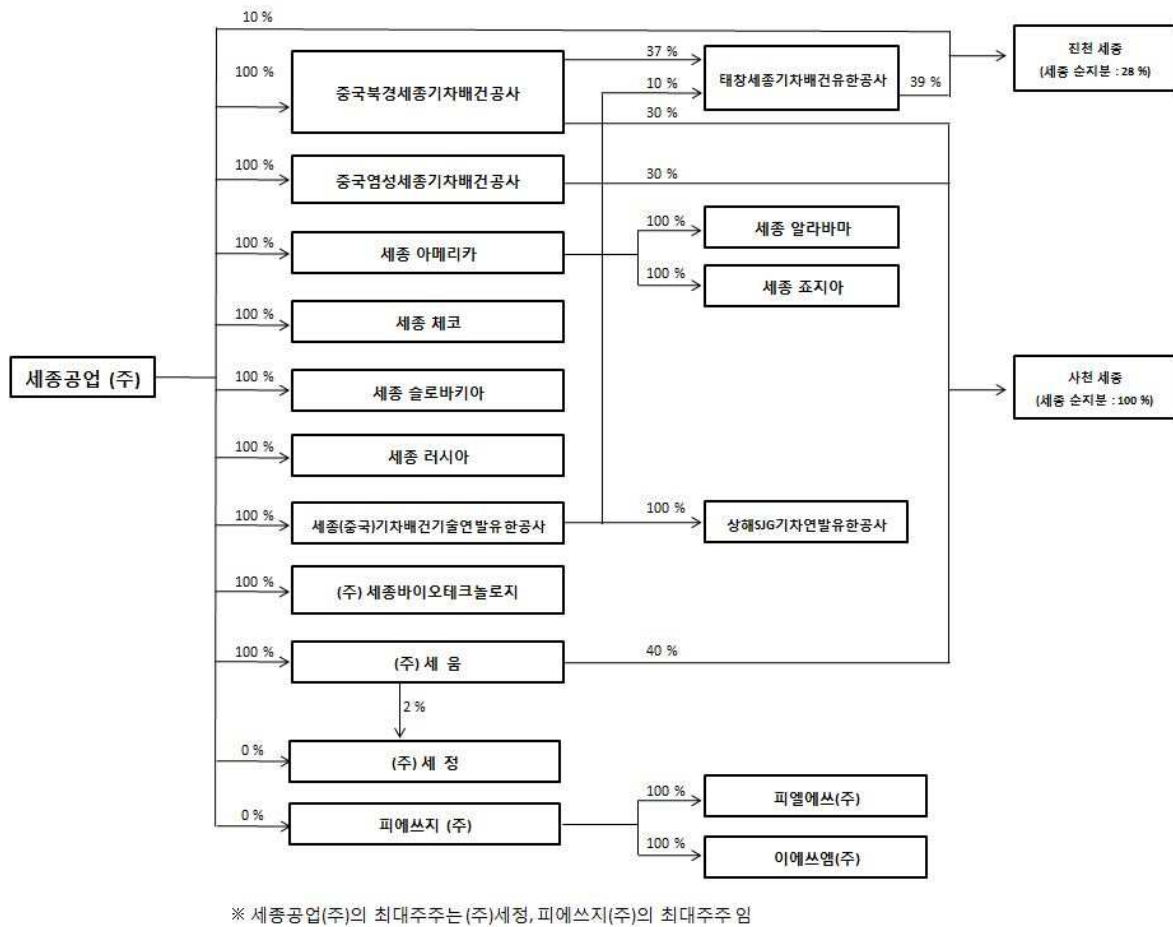 10 %
100 %
중국북경세종기차배건공사
37 %
10 %
30 %
태창세종기차배건유한공사
39 %
진천 세종
(세종 순지분 : 28 %)
100 %
중국염성세종기차배건공사
30 %
100 %
세종 아메리카
100 %
세종 알라바마
100 %
세종 죠지아
100 %
세종 체코
세종공업 (주)
100 %
세종 슬로바키아
사천 세종
(세종 순지분 : 100 %)
100 %
세종 러시아
100 %
세종(중국)기차배건기술연발유한공사
100 %
상해SJG기차연발유한공사
100 %
(주) 세종바이오테크놀로지
100 %
(주) 세 움
40 %
2 %
0 %
(주) 세 정
0 %
피에쓰지 (주)
100 %
피엘에쓰(주)
100 %
이에쓰엠(주)
※ 세종공업(주)의 최대주주는 (주)세정, 피에쓰지(주)의 최대주주 임